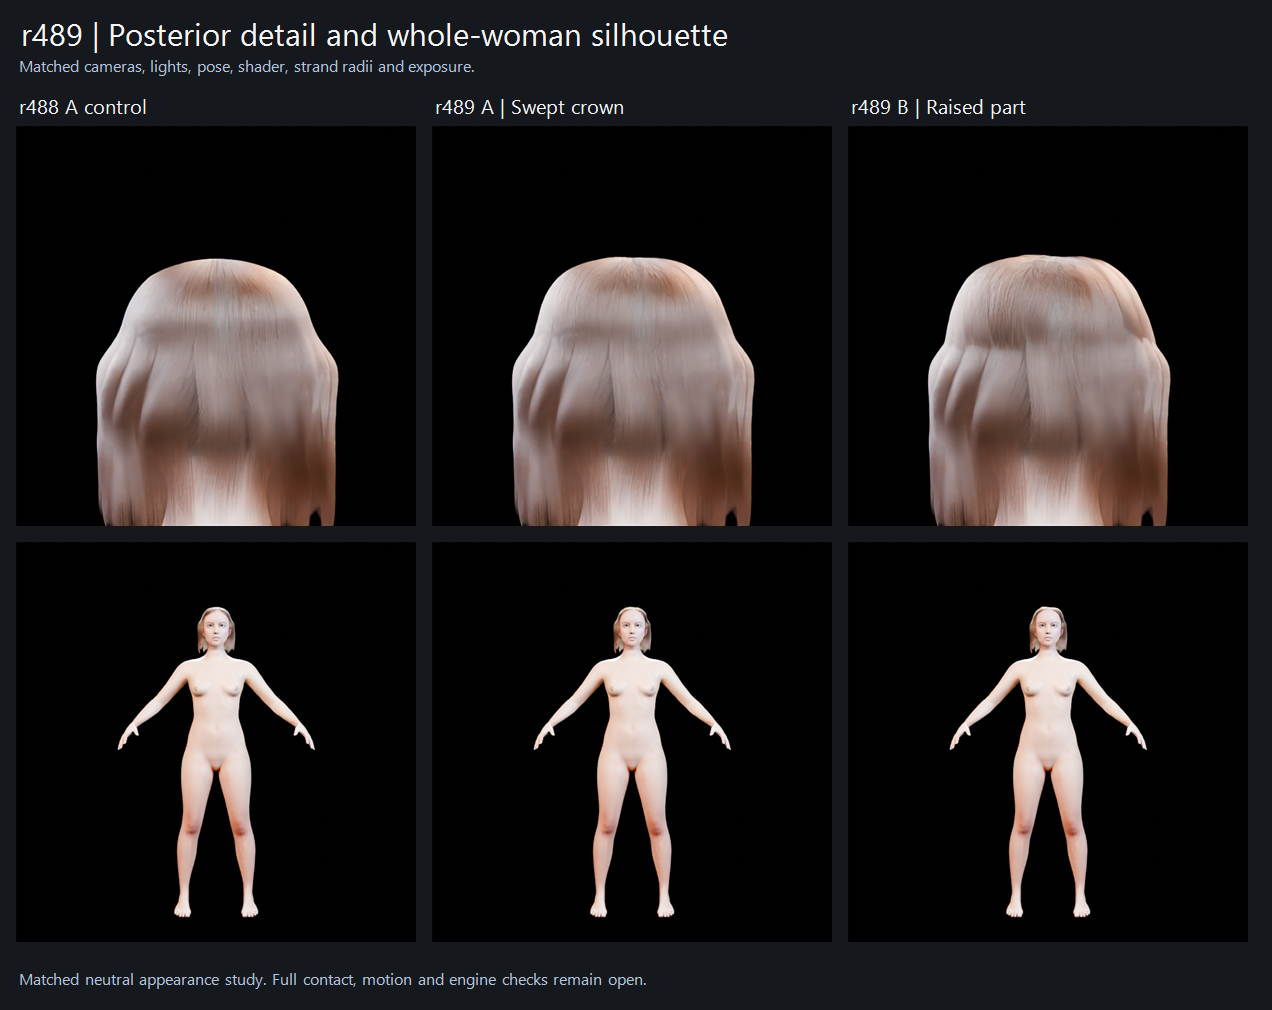 r489 | Posterior detail and whole-woman silhouette
Matched cameras, lights, pose, shader, strand radii and exposure.
r488 A control
r489 A | Swept crown
r489 B | Raised part
Matched neutral appearance study. Full contact, motion and engine checks remain open.